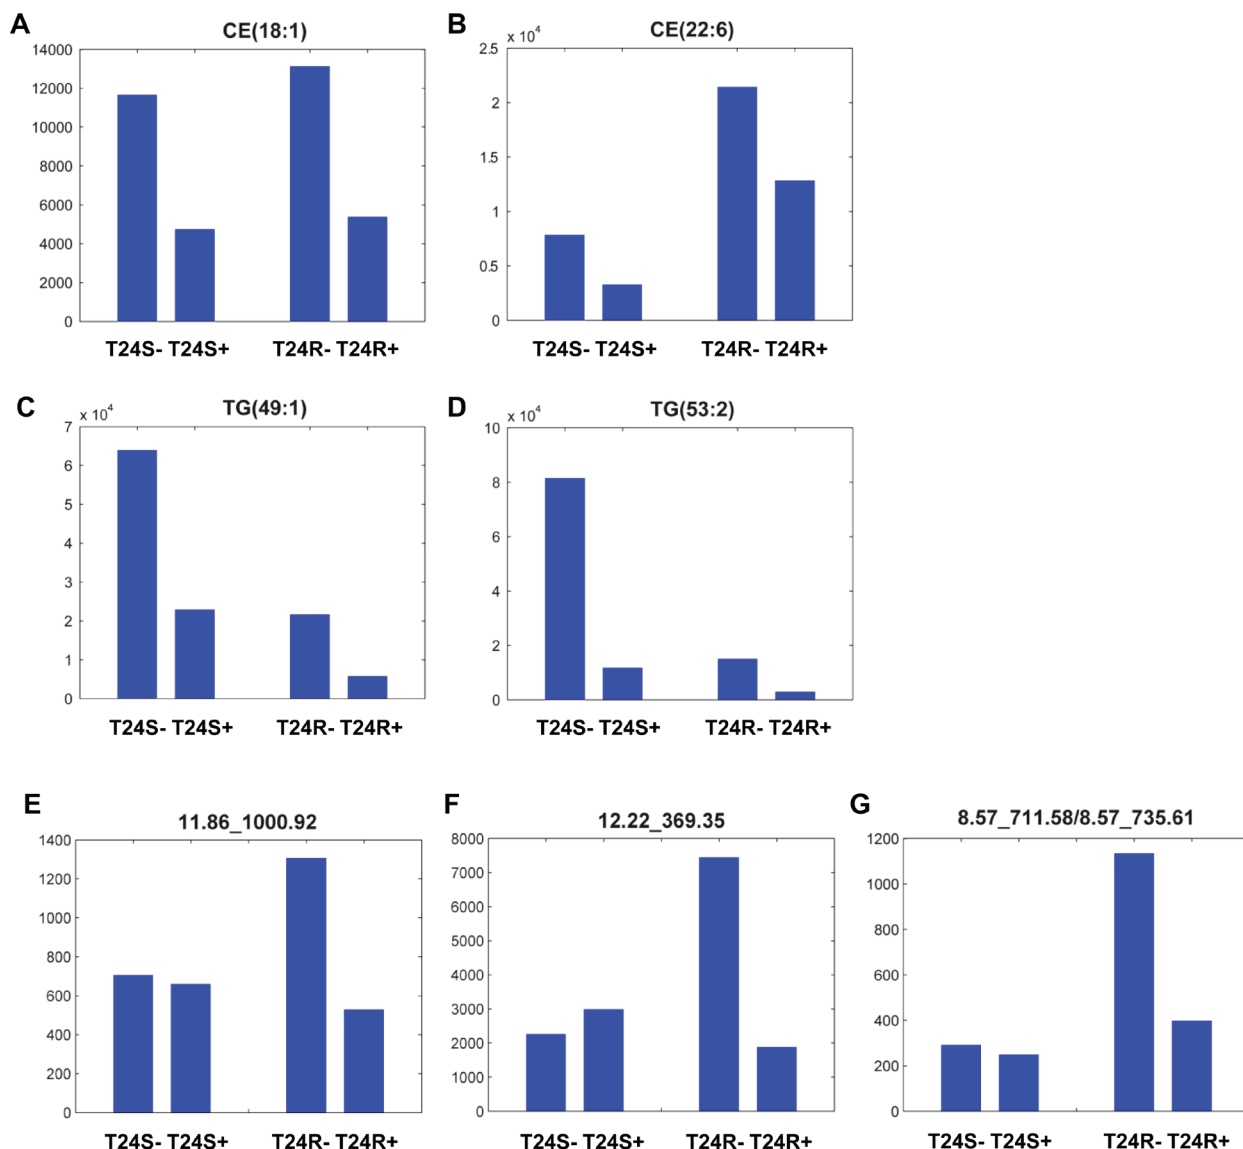 A
CE(18:1)
14000
12000
10000
8000
6000
4000
2000
0
T24S- T24S+ T24R- T24R+
B
CE(22:6)
x 10^4
2.5
2
1.5
1
0.5
0
T24S- T24S+ T24R- T24R+
C
TG(49:1)
x 10^4
7
6
5
4
3
2
1
0
T24S- T24S+ T24R- T24R+
D
TG(53:2)
x 10^4
10
8
6
4
2
0
T24S- T24S+ T24R- T24R+
E
11.86_1000.92
1400
1200
1000
800
600
400
200
0
T24S- T24S+ T24R- T24R+
F
12.22_369.35
8000
7000
6000
5000
4000
3000
2000
1000
0
T24S- T24S+ T24R- T24R+
G
8.57_711.58/8.57_735.61
1200
1000
800
600
400
200
0
T24S- T24S+ T24R- T24R+